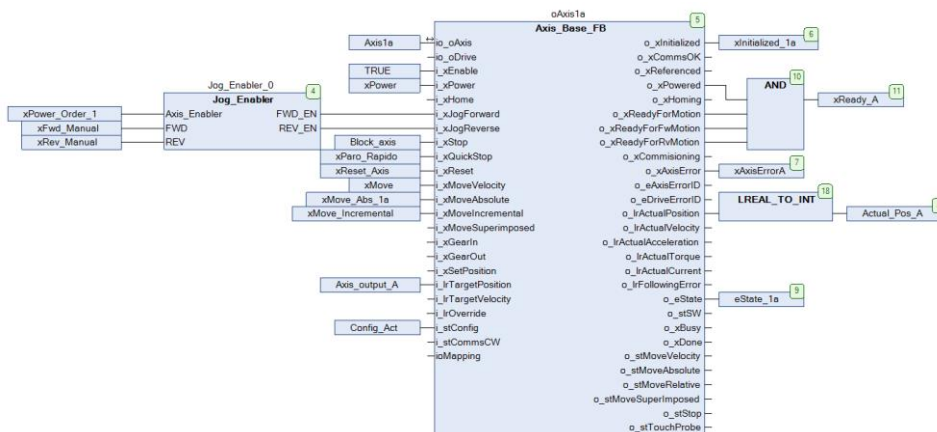 oAxis1a
5
Axis_Base_FB
Axis1a
io_oAxis
o_xInitialized
6
xInitialized_1a
io_oDrive
o_xCommsOK
TRUE
i_xEnable
o_xReferenced
xPower
i_xPower
o_xPowered
10
AND
11
xReady_A
i_xHome
o_xHoming
Jog_Enabler_0
4
Jog_Enabler
xPower_Order_1
Axis_Enabler
FWD_EN
i_xJogForward
o_xReadyForMotion
xFwd_Manual
FWD
REV_EN
i_xJogReverse
o_xReadyForFwMotion
xRev_Manual
REV
Block_axis
i_xStop
o_xReadyForRvMotion
xParo_Rapido
i_xQuickStop
o_xCommisioning
7
xReset_Axis
i_xReset
o_xAxisError
xAxisErrorA
xMove
i_xMoveVelocity
o_eAxisErrorID
xMove_Abs_1a
i_xMoveAbsolute
o_eDriveErrorID
18
LREAL_TO_INT
xMove_Incremental
i_xMoveIncremental
o_lrActualPosition
Actual_Pos_A
i_xMoveSuperimposed
o_lrActualVelocity
i_xGearIn
o_lrActualAcceleration
i_xGearOut
o_lrActualTorque
i_xSetPosition
o_lrActualCurrent
Axis_output_A
i_lrTargetPosition
o_lrFollowingError
9
i_lrTargetVelocity
o_eState
eState_1a
i_lrOverride
o_stSW
Config_Act
i_stConfig
o_xBusy
i_stCommsCW
o_xDone
ioMapping
o_stMoveVelocity
o_stMoveAbsolute
o_stMoveRelative
o_stMoveSuperImposed
o_stStop
o_stTouchProbe